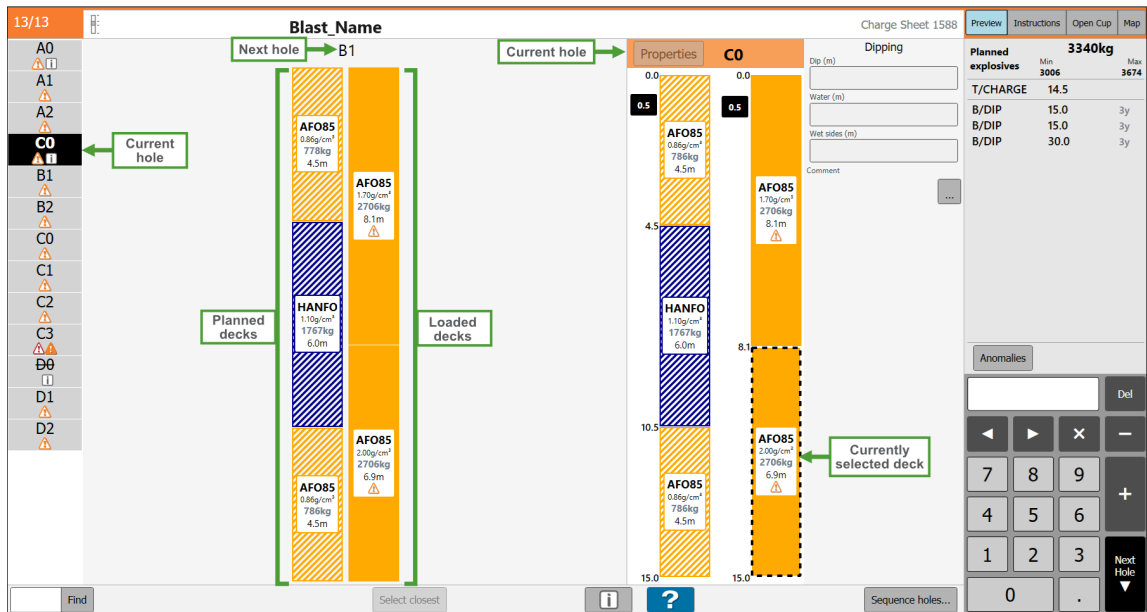 13/13
Blast_Name
Charge Sheet 1588
Preview
Instructions
Open Cup
Map
A0
A1
A2
C0
B1
B2
C0
C1
C2
C3
D0
D1
D2
Current
hole
Next hole
B1
Planned
decks
AFO85
0.86g/cm³
778kg
4.5m
HANFO
1.10g/cm³
1767kg
6.0m
AFO85
0.86g/cm³
786kg
4.5m
AFO85
1.70g/cm³
2706kg
8.1m
AFO85
2.00g/cm³
2706kg
6.9m
Loaded
decks
Current hole
Properties
C0
0.0
0.5
4.5
10.5
15.0
AFO85
0.86g/cm³
786kg
4.5m
HANFO
1.10g/cm³
1767kg
6.0m
AFO85
0.86g/cm³
786kg
4.5m
0.0
0.5
8.1
15.0
AFO85
1.70g/cm³
2706kg
8.1m
AFO85
2.00g/cm³
2706kg
6.9m
Currently
selected deck
Dipping
Dip (m)
Water (m)
Wet sides (m)
Comment
...
Planned
explosives
3340kg
Min
3006
Max
3674
T/CHARGE 14.5
B/DIP 15.0 3y
B/DIP 15.0 3y
B/DIP 30.0 3y
Anomalies
Del
7 8 9 +
4 5 6
1 2 3
Next
Hole
0 .
Find
Select closest
i
?
Sequence holes...